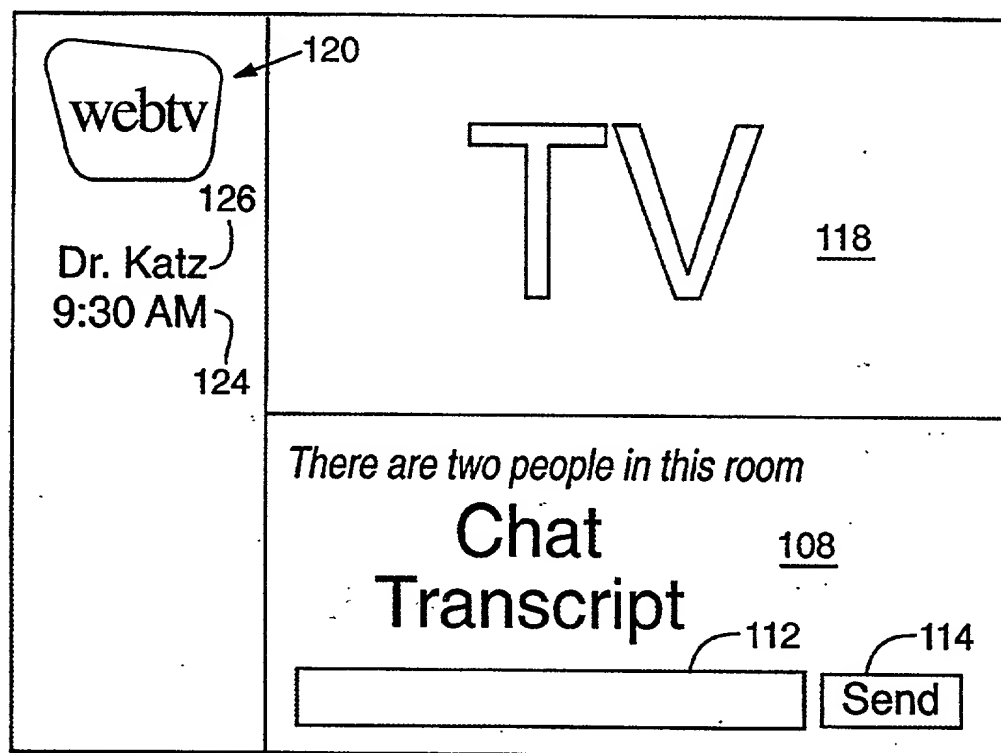 webtv
120
126
Dr. Katz
9:30 AM
124
TV
118
There are two people in this room
Chat
Transcript
108
112
114
Send